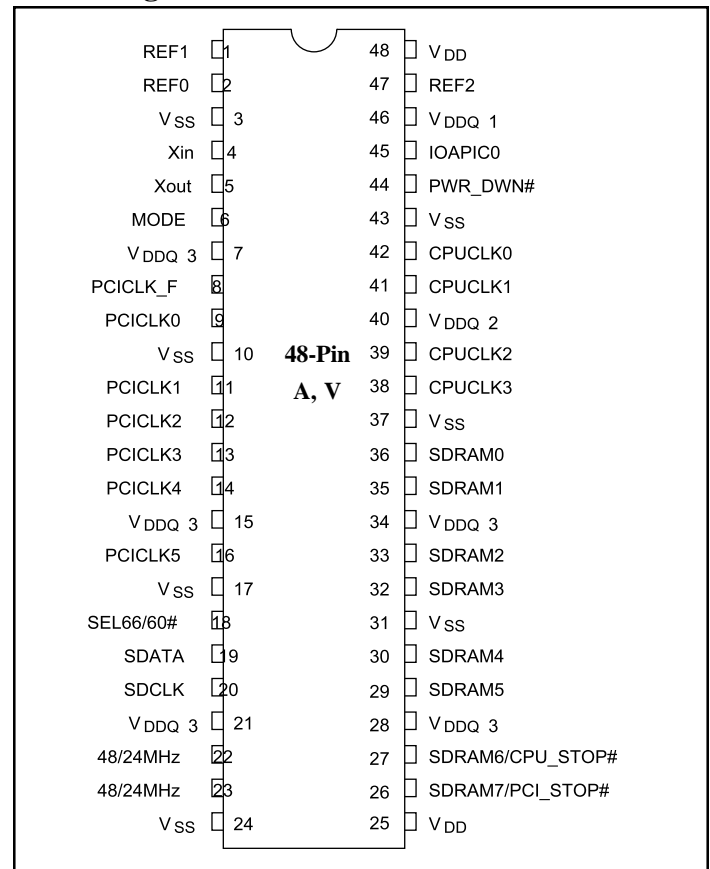 REF1 1 48 VDD
REF0 2 47 REF2
VSS 3 46 VDDQ 1
Xin 4 45 IOAPIC0
Xout 5 44 PWR_DWN#
MODE 6 43 VSS
VDDQ 3 7 42 CPUCLK0
PCICLK_F 8 41 CPUCLK1
PCICLK0 9 40 VDDQ 2
VSS 10 48-Pin 39 CPUCLK2
PCICLK1 11 A, V 38 CPUCLK3
PCICLK2 12 37 VSS
PCICLK3 13 36 SDRAM0
PCICLK4 14 35 SDRAM1
VDDQ 3 15 34 VDDQ 3
PCICLK5 16 33 SDRAM2
VSS 17 32 SDRAM3
SEL66/60# 18 31 VSS
SDATA 19 30 SDRAM4
SDCLK 20 29 SDRAM5
VDDQ 3 21 28 VDDQ 3
48/24MHz 22 27 SDRAM6/CPU_STOP#
48/24MHz 23 26 SDRAM7/PCI_STOP#
VSS 24 25 VDD